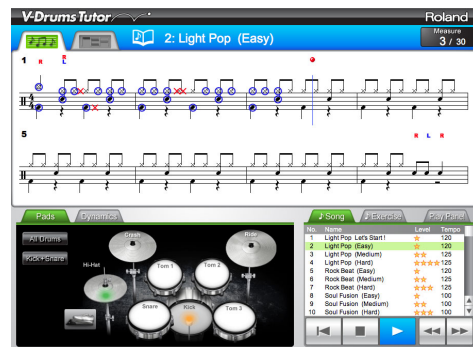 V-Drums Tutor
Roland
2: Light Pop (Easy)
Measure
3 / 30
1
R
R
L
4
4
5
R L R
Pads
Dynamics
Song
Exercise
Play Panel
All Drums
Kick+Snare
Crash
Ride
Hi-Hat
Tom 1
Tom 2
Snare
Kick
Tom 3
No. Name Level Tempo
1 Light Pop Let's Start ! 120
2 Light Pop (Easy) 120
3 Light Pop (Medium) 125
4 Light Pop (Hard) 125
5 Rock Beat (Easy) 120
6 Rock Beat (Medium) 125
7 Rock Beat (Hard) 125
8 Soul Fusion (Easy) 100
9 Soul Fusion (Medium) 100
10 Soul Fusion (Hard) 100